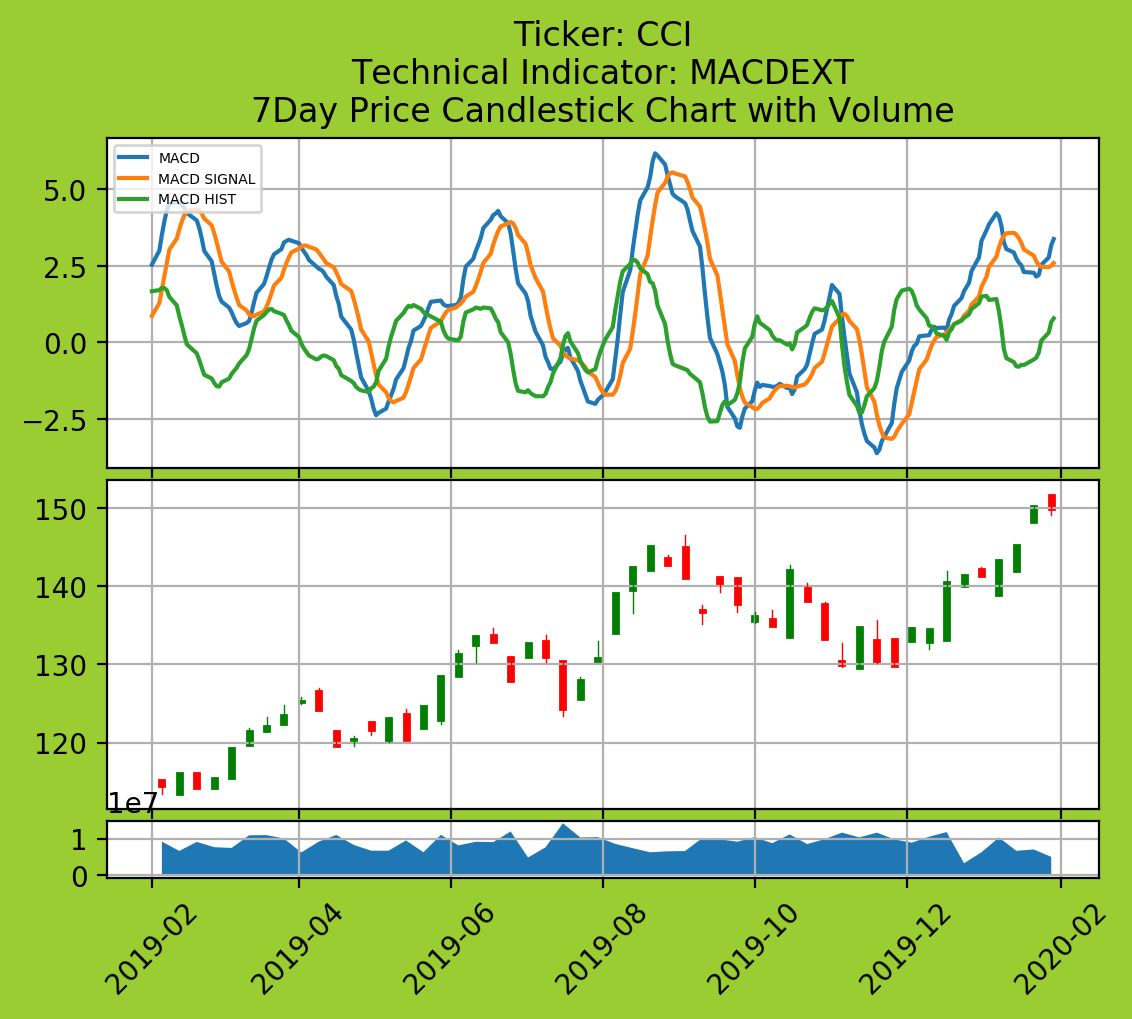 Ticker: CCI
Technical Indicator: MACDEXT
7Day Price Candlestick Chart with Volume
MACD
MACD SIGNAL
MACD HIST
5.0
2.5
0.0
−2.5
150
140
130
120
1e7
1
0
2019-02
2019-04
2019-06
2019-08
2019-10
2019-12
2020-02